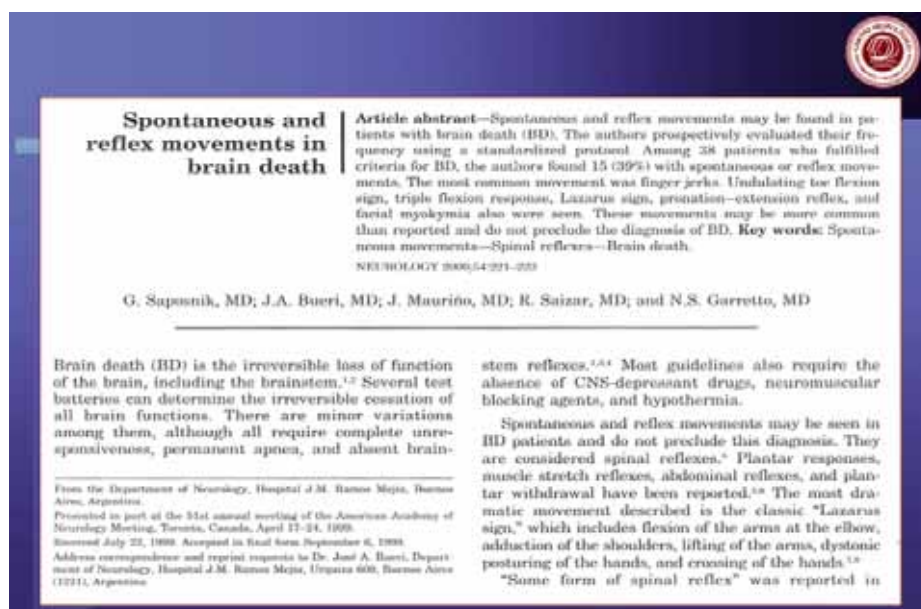 Spontaneous and
reflex movements in
brain death
Article abstract—Spontaneous and reflex movements may be found in pa-
tients with brain death (BD). The authors prospectively evaluated their fre-
quency using a standardized protocol. Among 38 patients who fulfilled
criteria for BD, the authors found 15 (39%) with spontaneous or reflex move-
ments. The most common movement was finger jerks. Undulating toe flexion
sign, triple flexion response, Lazarus sign, pronation–extension reflex, and
facial myokymia also were seen. These movements may be more common
than reported and do not preclude the diagnosis of BD. Key words: Sponta-
neous movements—Spinal reflexes—Brain death.
NEUROLOGY 2000;54:221–223
G. Saposnik, MD; J.A. Bueri, MD; J. Mauriño, MD; R. Saizar, MD; and N.S. Garretto, MD
Brain death (BD) is the irreversible loss of function
of the brain, including the brainstem.1,2 Several test
batteries can determine the irreversible cessation of
all brain functions. There are minor variations
among them, although all require complete unre-
sponsiveness, permanent apnea, and absent brain-
From the Department of Neurology, Hospital J.M. Ramos Mejia, Buenos
Aires, Argentina.
Presented in part at the 51st annual meeting of the American Academy of
Neurology Meeting, Toronto, Canada, April 17–24, 1999.
Received July 22, 1999. Accepted in final form September 6, 1999.
Address correspondence and reprint requests to Dr. José A. Bueri, Depart-
ment of Neurology, Hospital J.M. Ramos Mejia, Urquiza 609, Buenos Aires
(1221), Argentina
stem reflexes. Most guidelines also require the
absence of CNS-depressant drugs, neuromuscular
blocking agents, and hypothermia.
Spontaneous and reflex movements may be seen in
BD patients and do not preclude this diagnosis. They
are considered spinal reflexes. Plantar responses,
muscle stretch reflexes, abdominal reflexes, and plan-
tar withdrawal have been reported. The most dra-
matic movement described is the classic "Lazarus
sign," which includes flexion of the arms at the elbow,
adduction of the shoulders, lifting of the arms, dystonic
posturing of the hands, and crossing of the hands.
"Some form of spinal reflex" was reported in